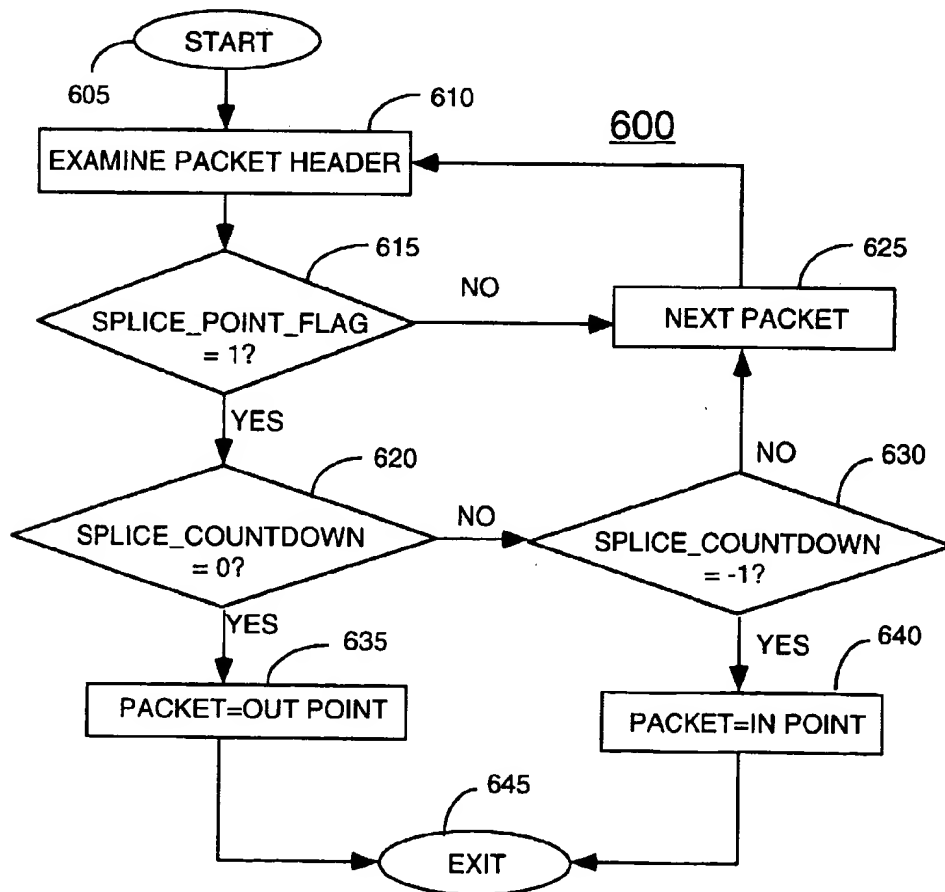 START
605
610
600
EXAMINE PACKET HEADER
615
625
NO
NEXT PACKET
SPLICE_POINT_FLAG
= 1?
YES
620
NO
630
NO
SPLICE_COUNTDOWN
= 0?
SPLICE_COUNTDOWN
= -1?
YES
635
YES
640
PACKET=OUT POINT
PACKET=IN POINT
645
EXIT